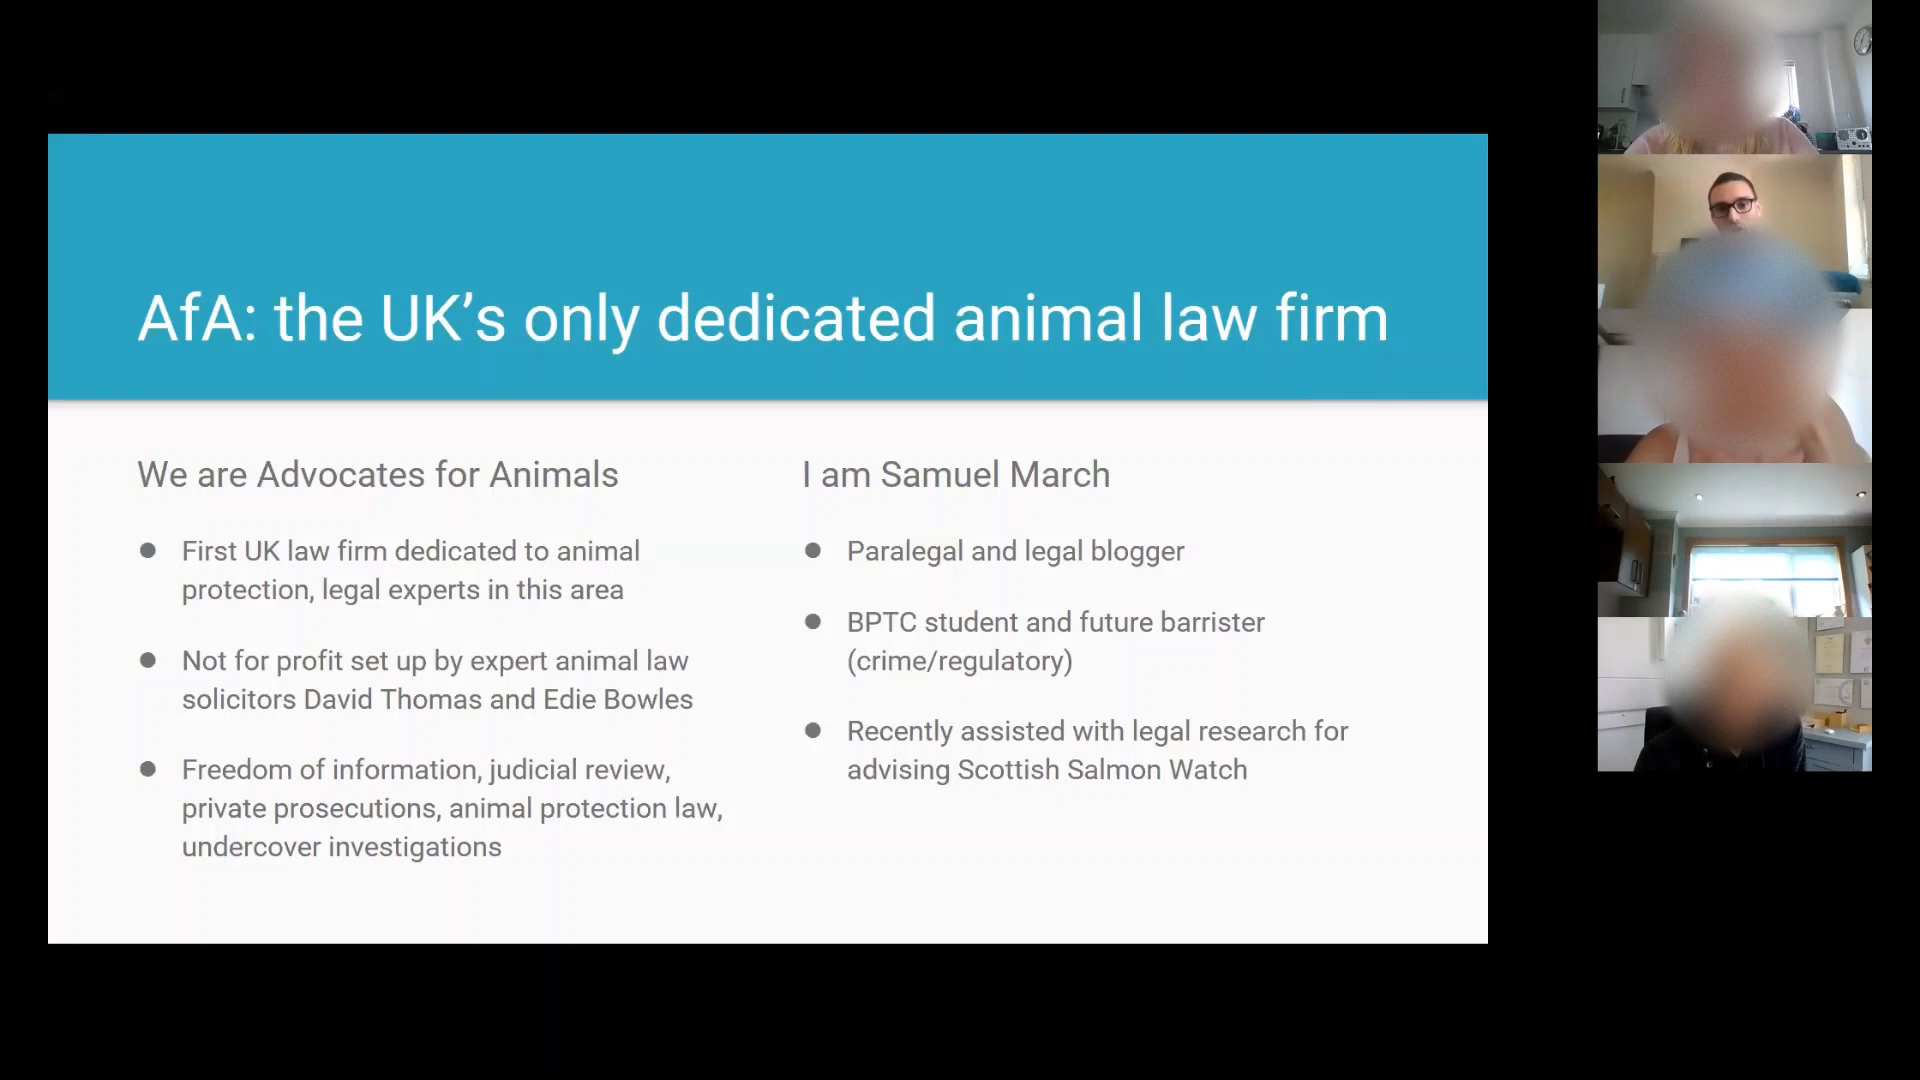 AfA: the UK’s only dedicated animal law firm
We are Advocates for Animals
● First UK law firm dedicated to animal
protection, legal experts in this area
● Not for profit set up by expert animal law
solicitors David Thomas and Edie Bowles
● Freedom of information, judicial review,
private prosecutions, animal protection law,
undercover investigations
I am Samuel March
● Paralegal and legal blogger
● BPTC student and future barrister
(crime/regulatory)
● Recently assisted with legal research for
advising Scottish Salmon Watch